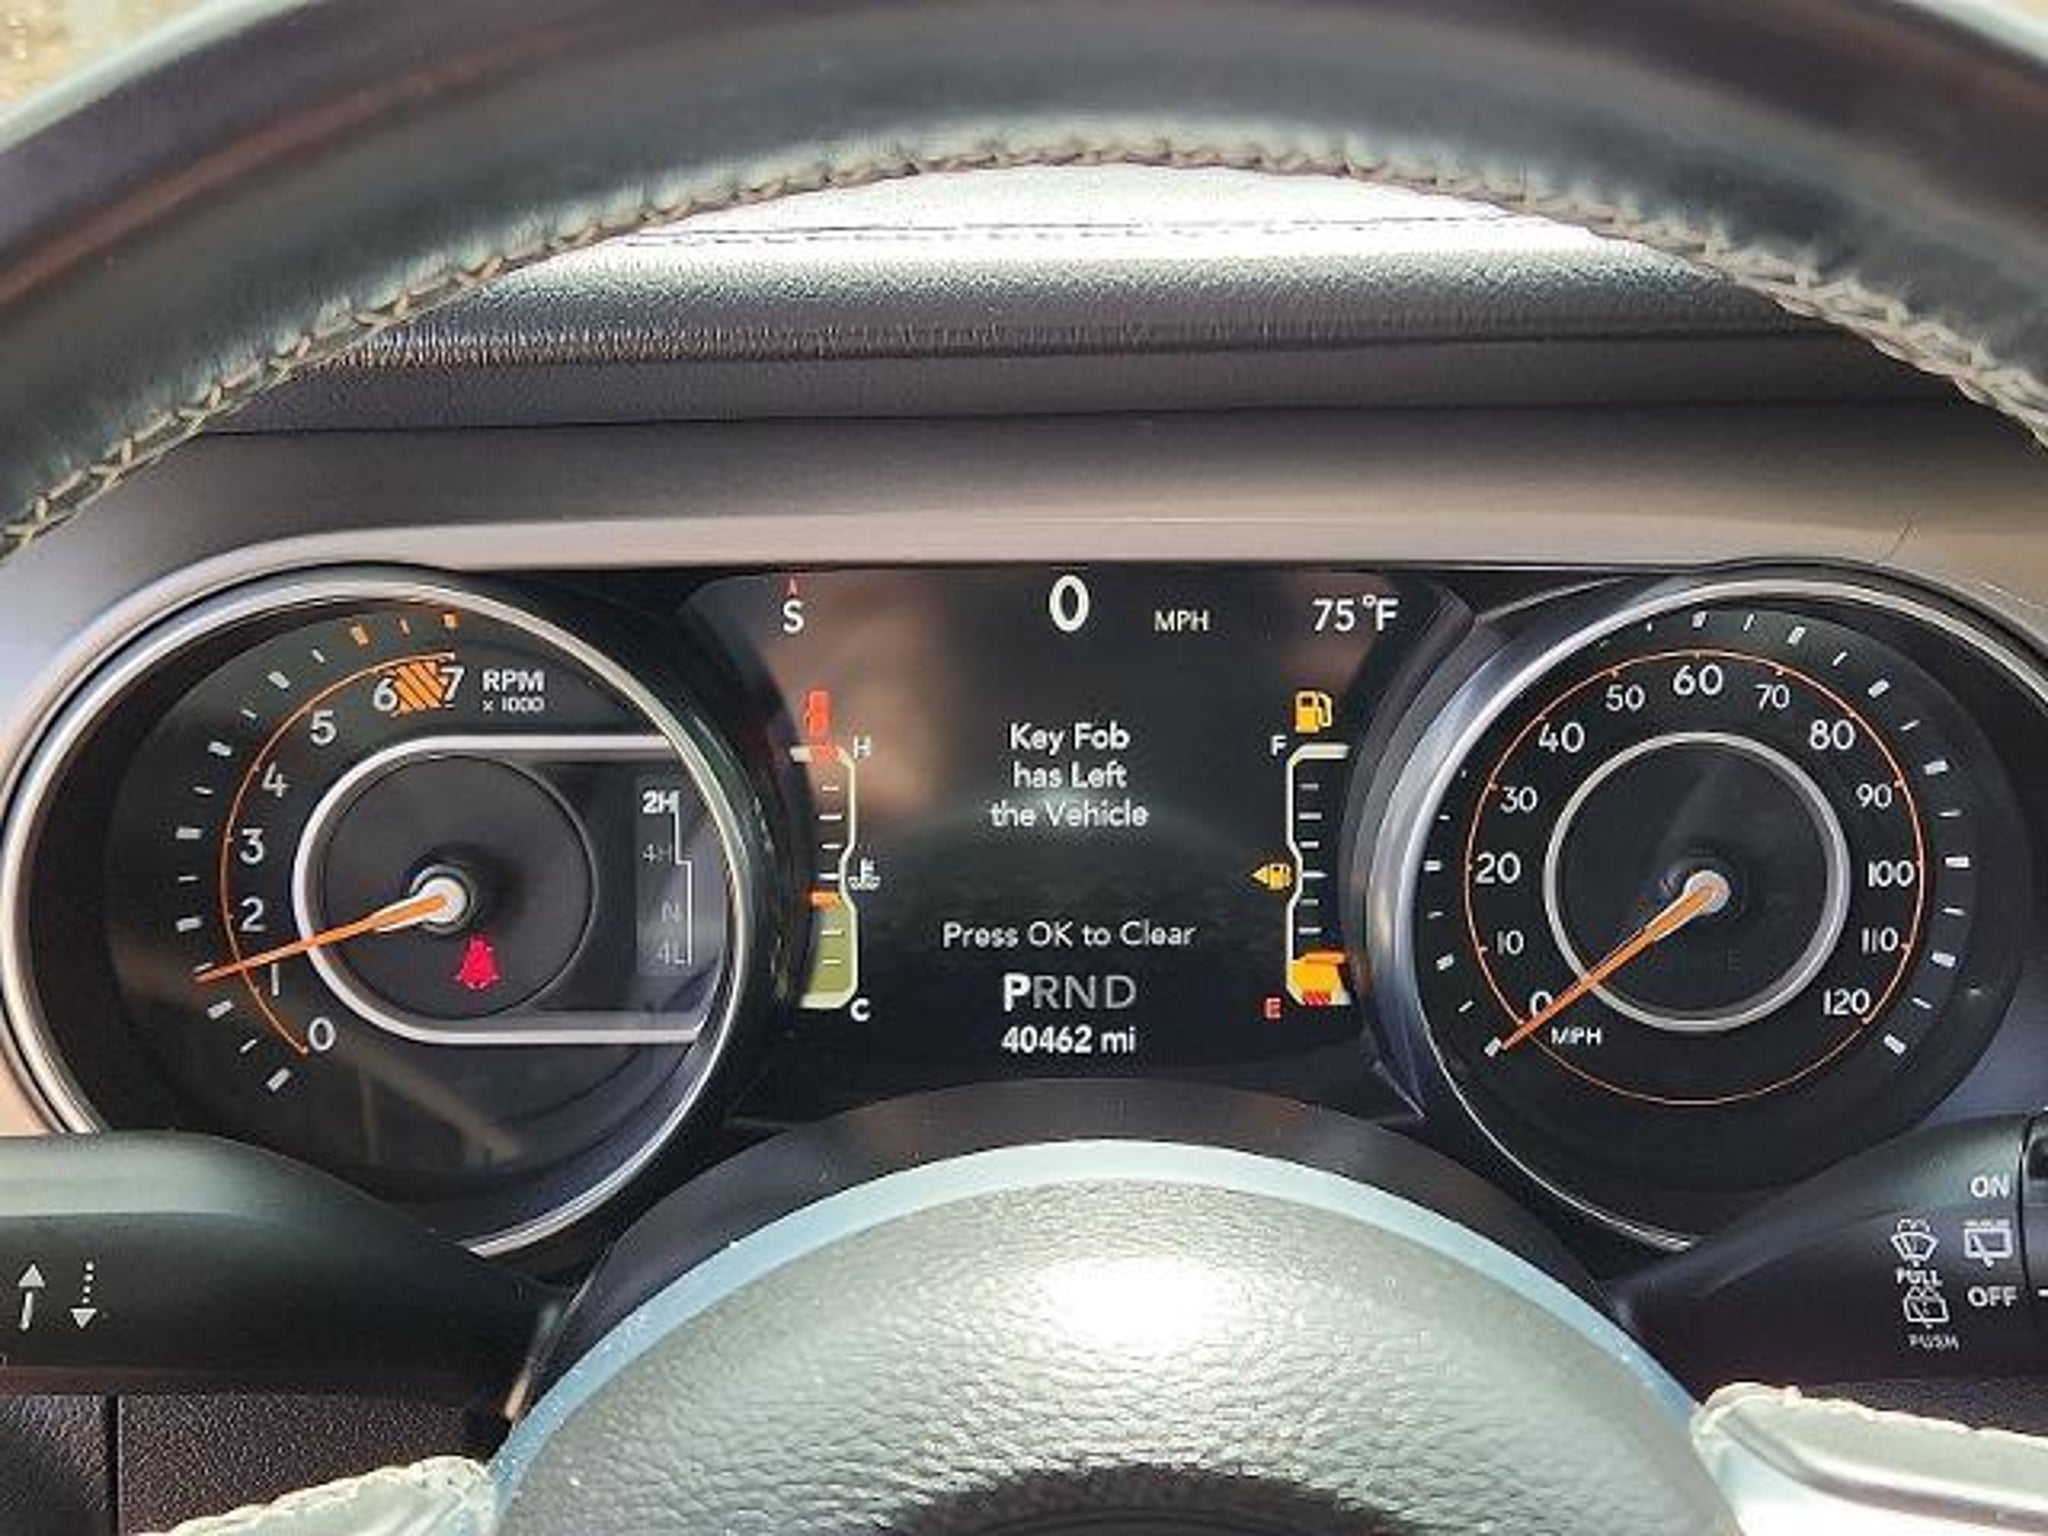 S 0 MPH 75°F
6 7 RPM
x 1000
5
4
3
2
1
0
2H
4H
N
4L
H
C
Key Fob
has Left
the Vehicle
Press OK to Clear
PRND
40462 mi
F
E
0 10 20 30 40 50 60 70 80 90 100 110 120
MPH
ON
PULL
OFF
PUSH